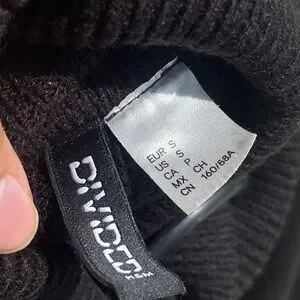 DIVIDED
EUR S
US S
CA S
MX P CH
CN 160/88A